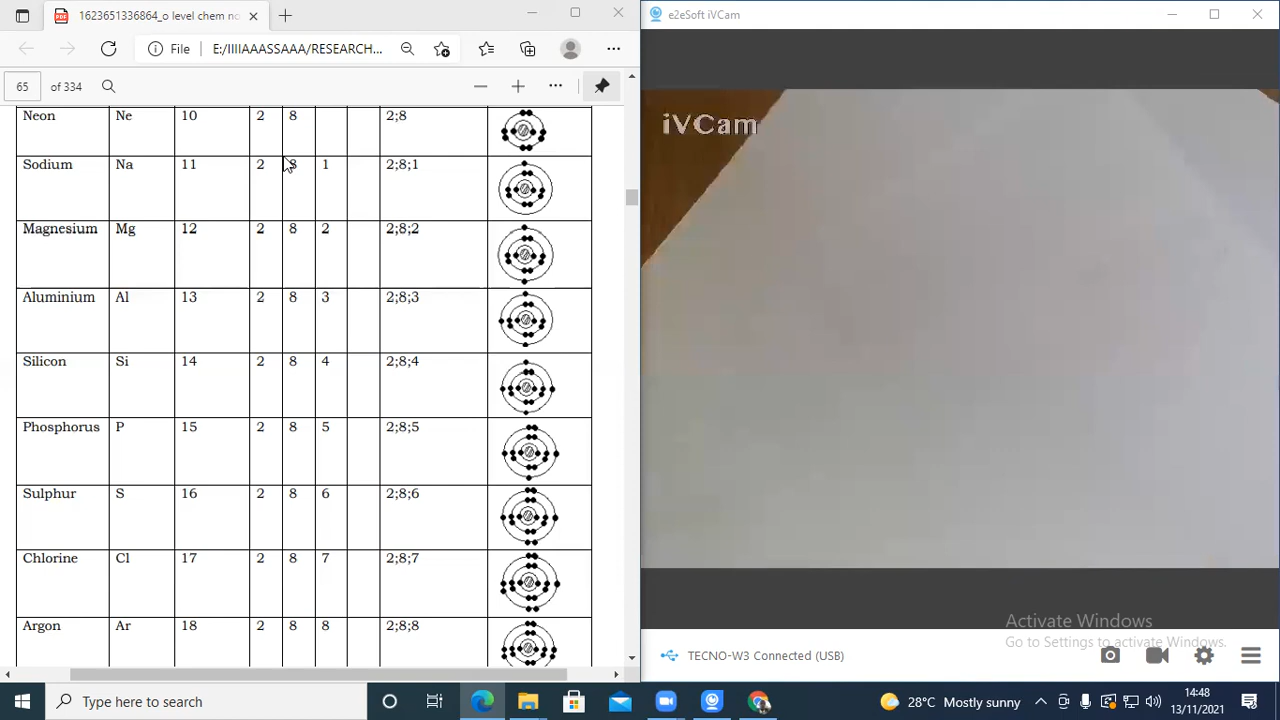 1623651336864_o level chem no
File
E:/IIIIAAASSAAA/RESEARCH...
65 of 334
Neon Ne 10 2 8 2;8
Sodium Na 11 2 8 1 2;8;1
Magnesium Mg 12 2 8 2 2;8;2
Aluminium Al 13 2 8 3 2;8;3
Silicon Si 14 2 8 4 2;8;4
Phosphorus P 15 2 8 5 2;8;5
Sulphur S 16 2 8 6 2;8;6
Chlorine Cl 17 2 8 7 2;8;7
Argon Ar 18 2 8 8 2;8;8
e2eSoft iVCam
iVCam
Activate Windows
Go to Settings to activate Windows.
TECNO-W3 Connected (USB)
Type here to search
28°C Mostly sunny
14:48
13/11/2021